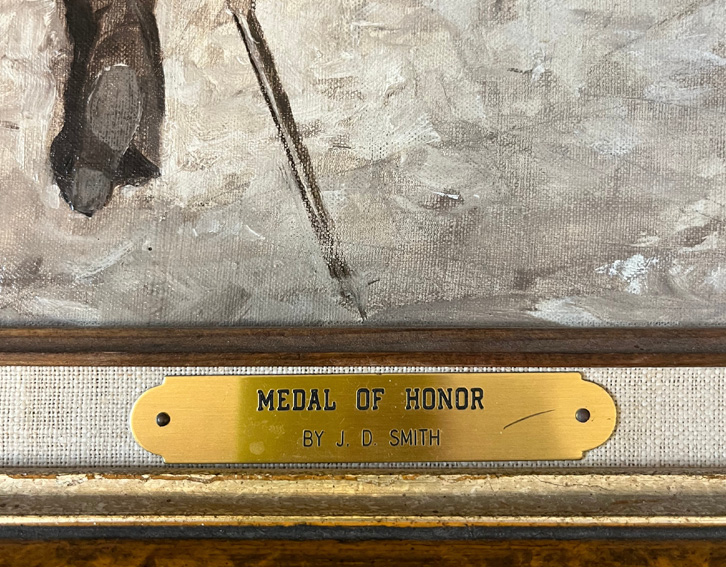 MEDAL OF HONOR
BY J. D. SMITH